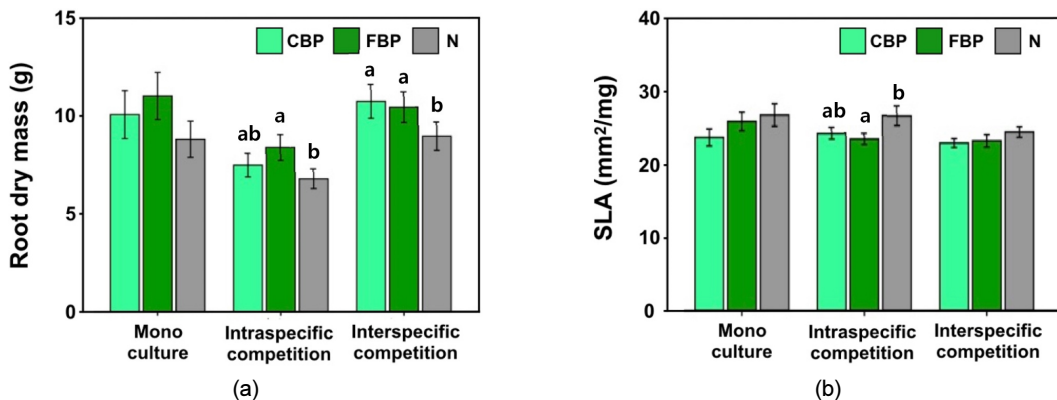 Root dry mass (g)
15
10
5
0
CBP FBP N
ab a b
a a b
Mono culture
Intraspecific competition
Interspecific competition
(a)
SLA (mm²/mg)
40
30
20
10
0
CBP FBP N
ab a b
Mono culture
Intraspecific competition
Interspecific competition
(b)